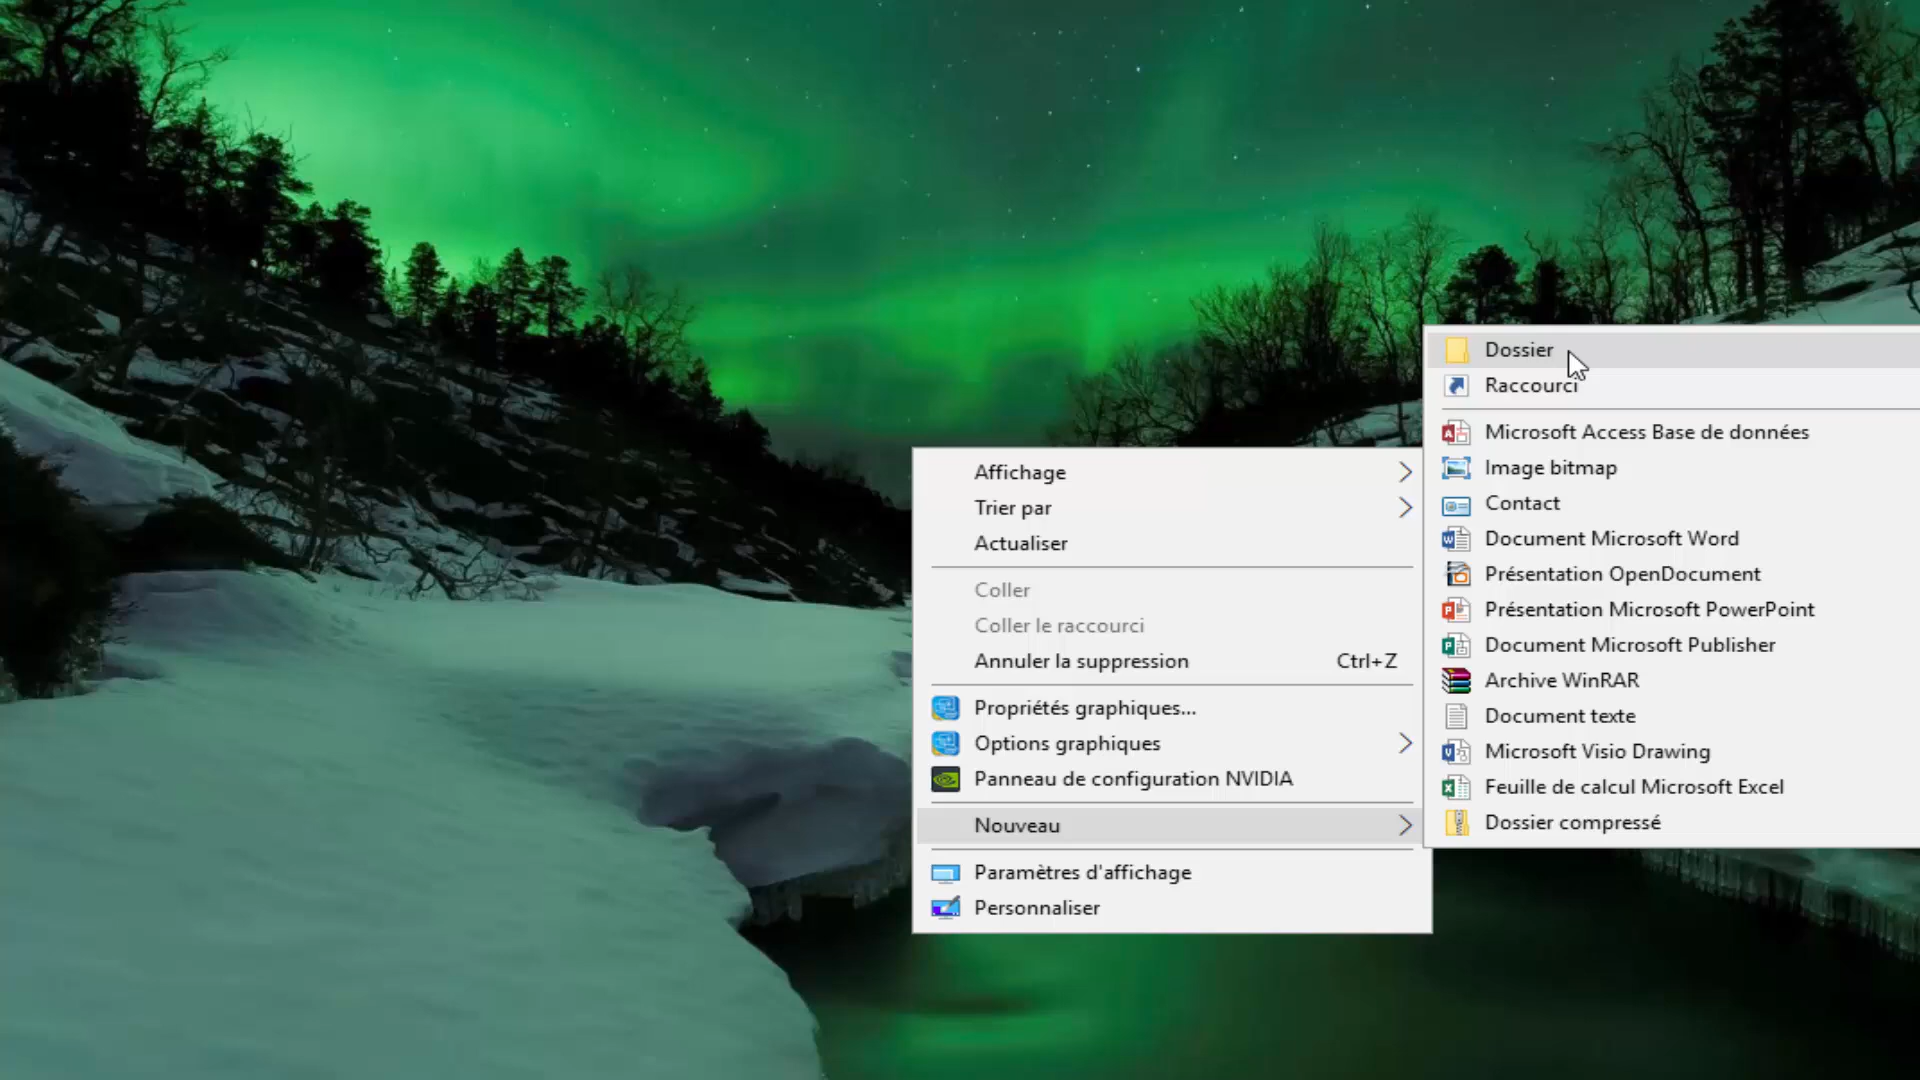 Affichage
Trier par
Actualiser
Coller
Coller le raccourci
Annuler la suppression Ctrl+Z
Propriétés graphiques...
Options graphiques
Panneau de configuration NVIDIA
Nouveau
Paramètres d'affichage
Personnaliser
Dossier
Raccourci
Microsoft Access Base de données
Image bitmap
Contact
Document Microsoft Word
Présentation OpenDocument
Présentation Microsoft PowerPoint
Document Microsoft Publisher
Archive WinRAR
Document texte
Microsoft Visio Drawing
Feuille de calcul Microsoft Excel
Dossier compressé